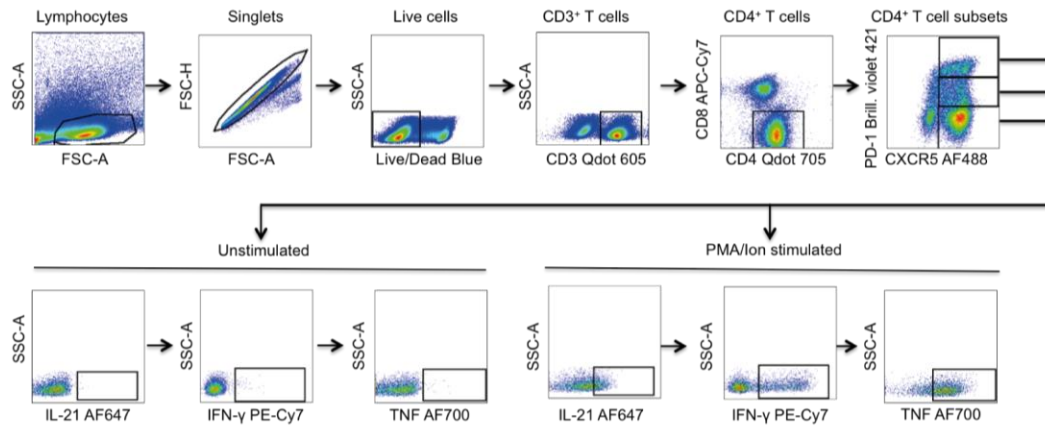 Lymphocytes
Singlets
Live cells
CD3⁺ T cells
CD4⁺ T cells
CD4⁺ T cell subsets
SSC-A
FSC-A
FSC-H
FSC-A
SSC-A
Live/Dead Blue
SSC-A
CD3 Qdot 605
CD8 APC-Cy7
CD4 Qdot 705
PD-1 Brill. violet 421
CXCR5 AF488
Unstimulated
PMA/Ion stimulated
SSC-A
IL-21 AF647
SSC-A
IFN-γ PE-Cy7
SSC-A
TNF AF700
SSC-A
IL-21 AF647
SSC-A
IFN-γ PE-Cy7
SSC-A
TNF AF700